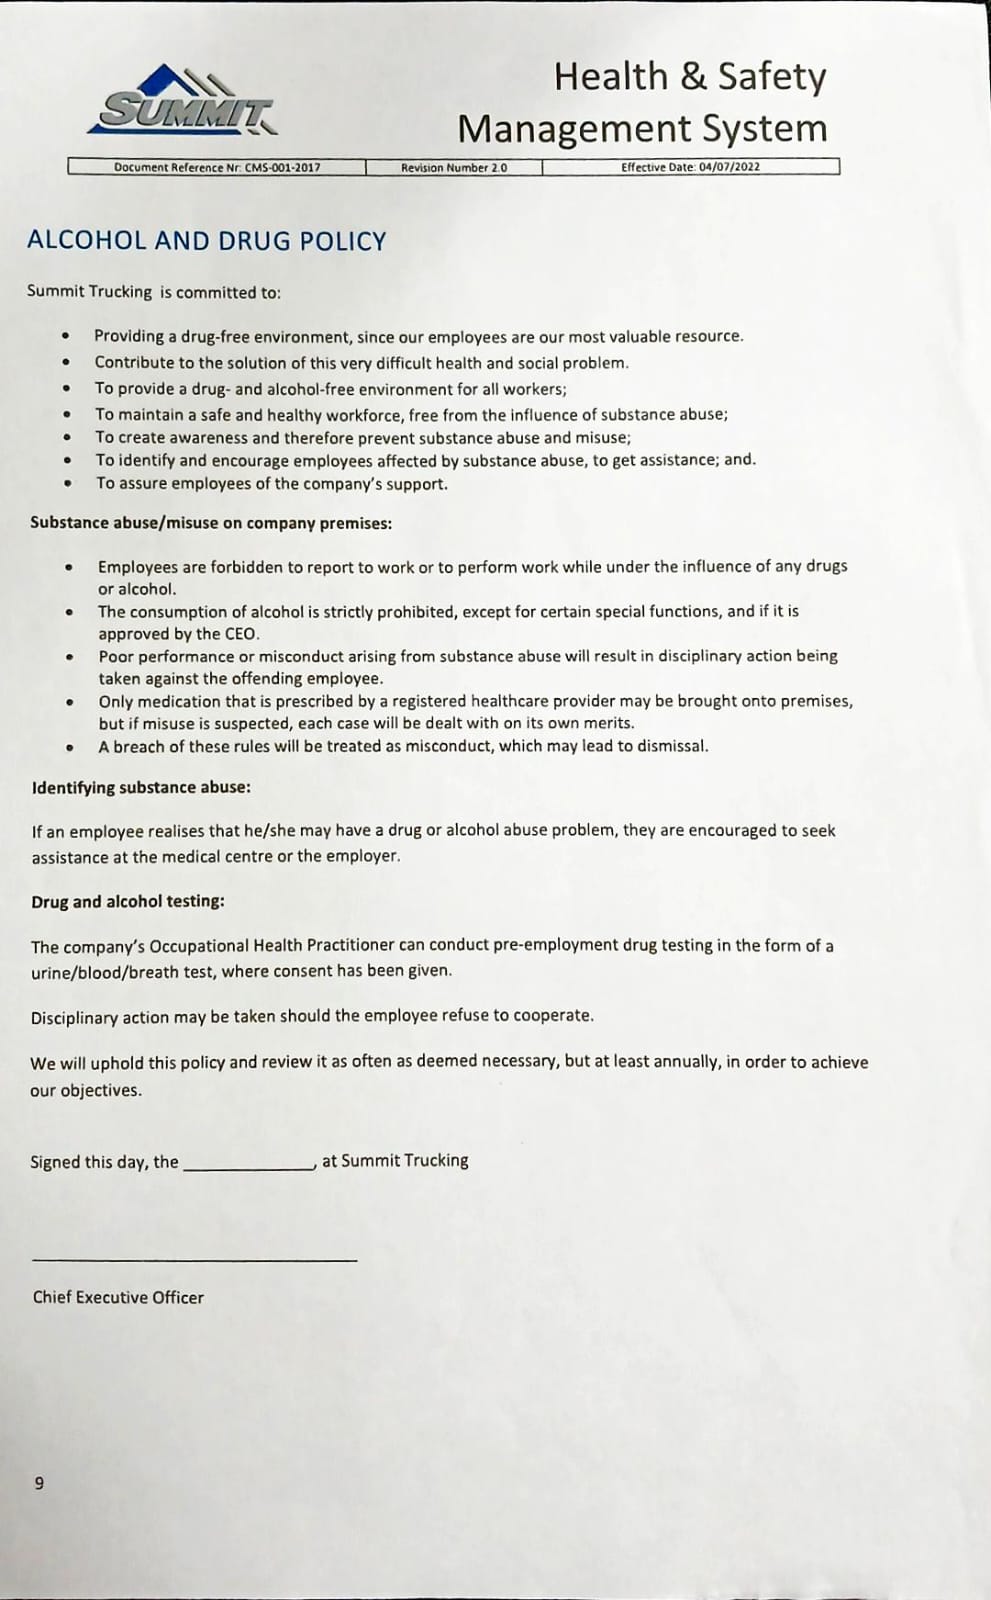 SUMMIT
Health & Safety
Management System
Document Reference Nr: CMS-001-2017 Revision Number 2.0 Effective Date: 04/07/2022
ALCOHOL AND DRUG POLICY
Summit Trucking is committed to:
• Providing a drug-free environment, since our employees are our most valuable resource.
• Contribute to the solution of this very difficult health and social problem.
• To provide a drug- and alcohol-free environment for all workers;
• To maintain a safe and healthy workforce, free from the influence of substance abuse;
• To create awareness and therefore prevent substance abuse and misuse;
• To identify and encourage employees affected by substance abuse, to get assistance; and.
• To assure employees of the company's support.
Substance abuse/misuse on company premises:
• Employees are forbidden to report to work or to perform work while under the influence of any drugs
or alcohol.
• The consumption of alcohol is strictly prohibited, except for certain special functions, and if it is
approved by the CEO.
• Poor performance or misconduct arising from substance abuse will result in disciplinary action being
taken against the offending employee.
• Only medication that is prescribed by a registered healthcare provider may be brought onto premises,
but if misuse is suspected, each case will be dealt with on its own merits.
• A breach of these rules will be treated as misconduct, which may lead to dismissal.
Identifying substance abuse:
If an employee realises that he/she may have a drug or alcohol abuse problem, they are encouraged to seek
assistance at the medical centre or the employer.
Drug and alcohol testing:
The company's Occupational Health Practitioner can conduct pre-employment drug testing in the form of a
urine/blood/breath test, where consent has been given.
Disciplinary action may be taken should the employee refuse to cooperate.
We will uphold this policy and review it as often as deemed necessary, but at least annually, in order to achieve
our objectives.
Signed this day, the ______________, at Summit Trucking
Chief Executive Officer
9